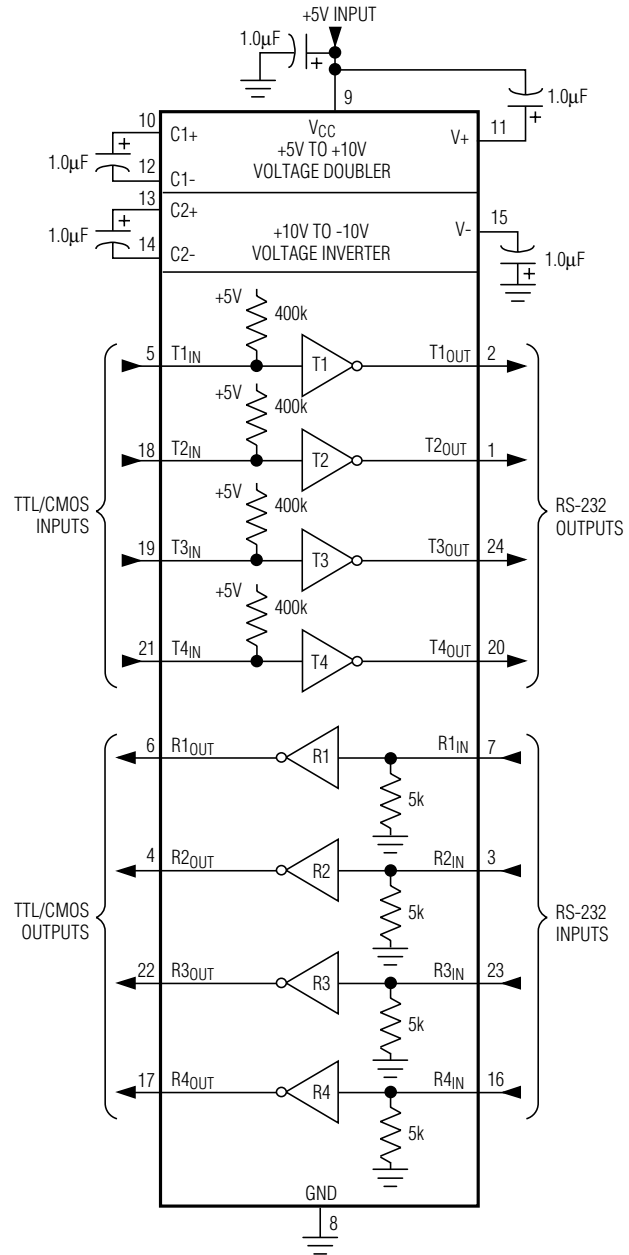 +5V INPUT
1.0µF
+
9
1.0µF
+
10
C1+
VCC
V+
11
+5V TO +10V
VOLTAGE DOUBLER
1.0µF
+
12
C1-
13
C2+
+10V TO -10V
VOLTAGE INVERTER
V-
15
1.0µF
+
14
C2-
1.0µF
+
+5V
400k
5
T1IN
T1
T1OUT
2
+5V
400k
18
T2IN
T2
T2OUT
1
TTL/CMOS
INPUTS
RS-232
OUTPUTS
+5V
400k
19
T3IN
T3
T3OUT
24
+5V
400k
21
T4IN
T4
T4OUT
20
6
R1OUT
R1
R1IN
7
5k
4
R2OUT
R2
R2IN
3
5k
TTL/CMOS
OUTPUTS
RS-232
INPUTS
22
R3OUT
R3
R3IN
23
5k
17
R4OUT
R4
R4IN
16
5k
GND
8